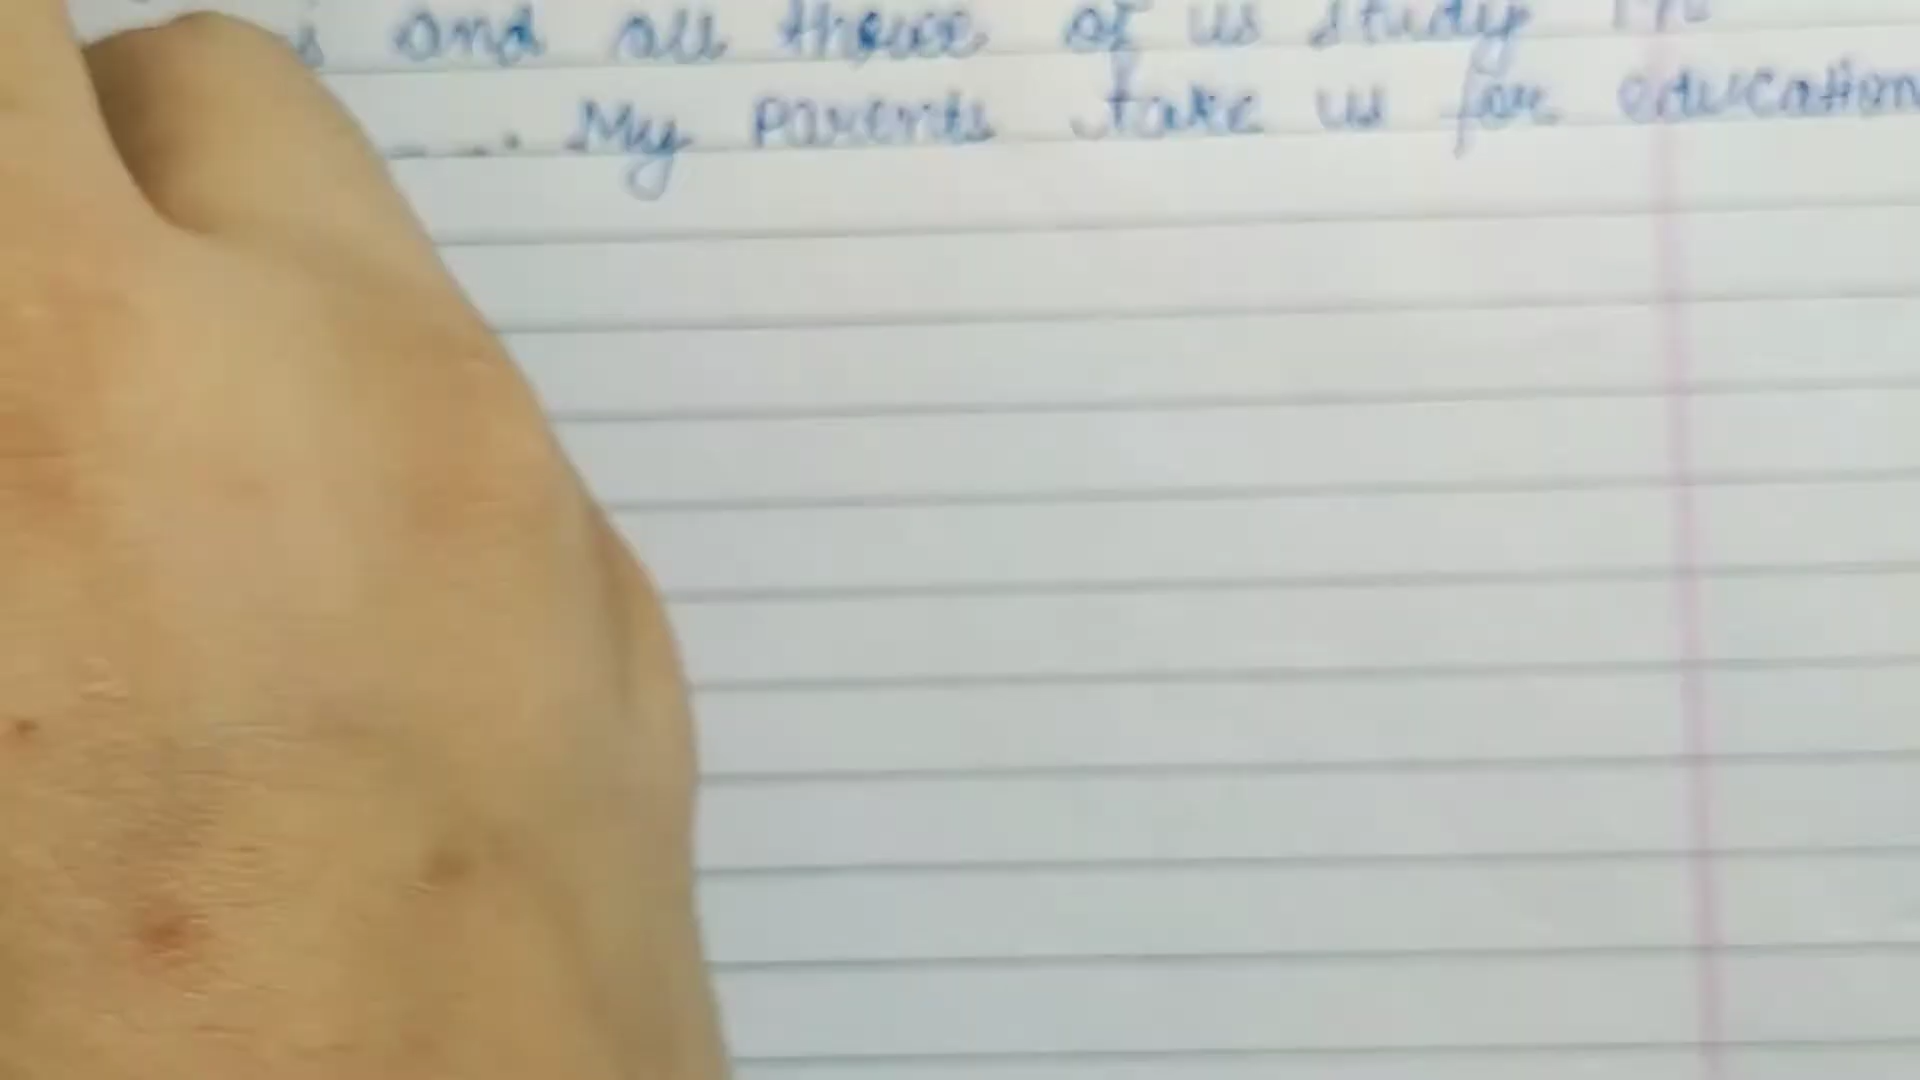 and all three of us study
.... My parents take us for education